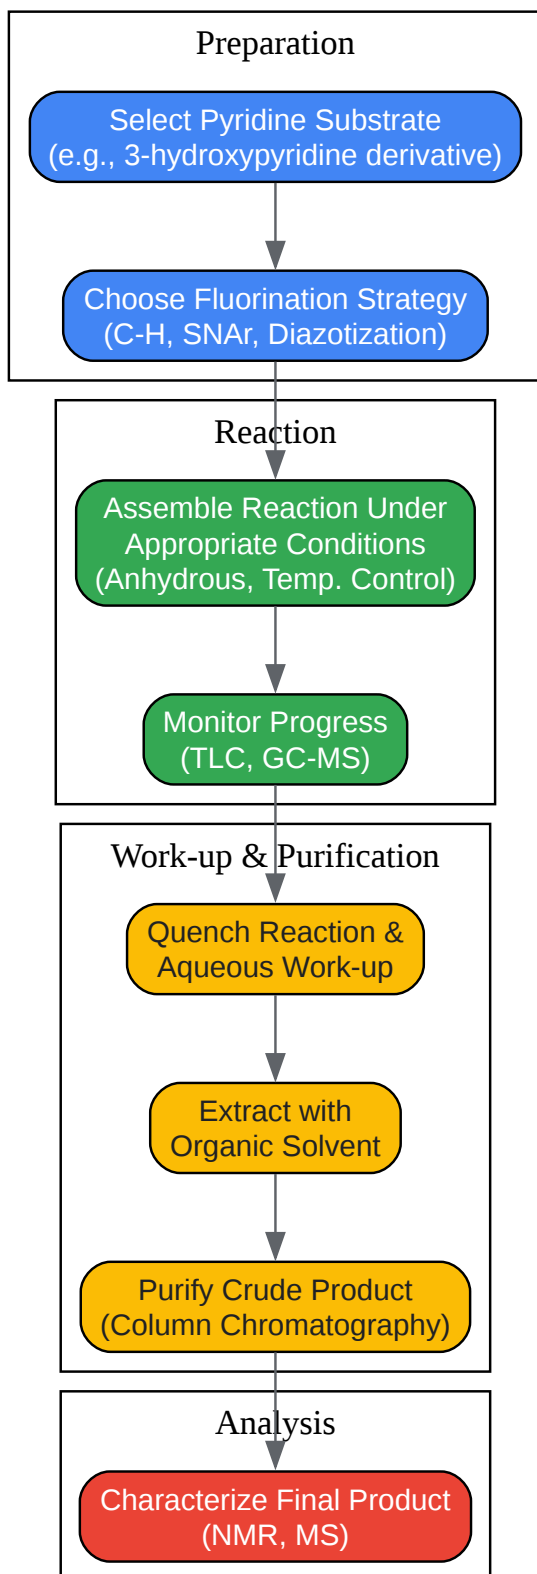 Preparation
Select Pyridine Substrate
(e.g., 3-hydroxypyridine derivative)
Choose Fluorination Strategy
(C-H, SNAr, Diazotization)
Reaction
Assemble Reaction Under
Appropriate Conditions
(Anhydrous, Temp. Control)
Monitor Progress
(TLC, GC-MS)
Work-up & Purification
Quench Reaction &
Aqueous Work-up
Extract with
Organic Solvent
Purify Crude Product
(Column Chromatography)
Analysis
Characterize Final Product
(NMR, MS)